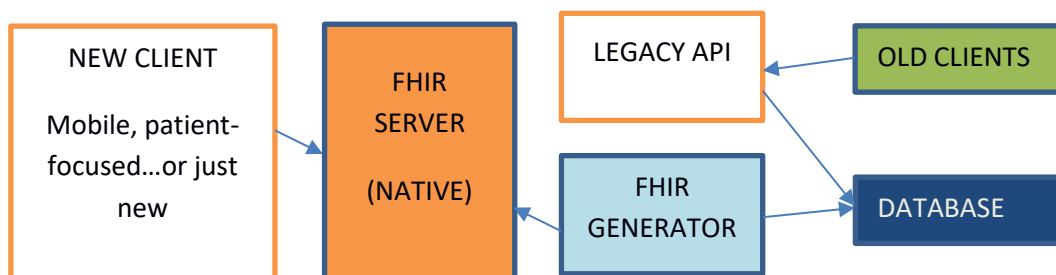 NEW CLIENT
Mobile, patient-
focused...or just
new
FHIR
SERVER
(NATIVE)
LEGACY API
FHIR
GENERATOR
OLD CLIENTS
DATABASE